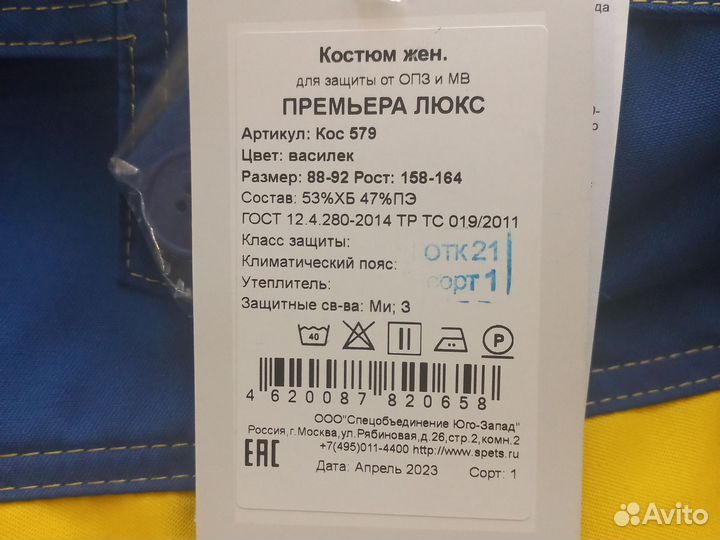 Костюм жен.
для защиты от ОПЗ и МВ
ПРЕМЬЕРА ЛЮКС
Артикул: Кос 579
Цвет: василек
Размер: 88-92 Рост: 158-164
Состав: 53%ХБ 47%ПЭ
ГОСТ 12.4.280-2014 ТР ТС 019/2011
Класс защиты:
Климатический пояс:
Утеплитель:
ОТК 21
сорт 1
Защитные св-ва: Ми; З
40
P
4 620087 820658
ООО"Спецобъединение Юго-Запад"
Россия,г.Москва,ул.Рябиновая,д.26,стр.2,комн.2
+7(495)011-4400 http://www.spets.ru
EAC
Дата: Апрель 2023 Сорт: 1
да
Avito